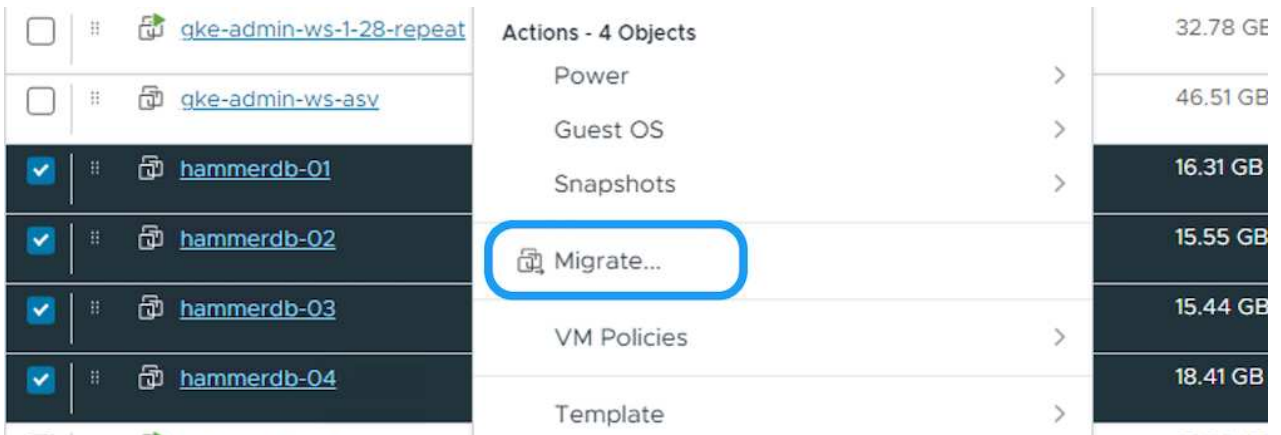 gke-admin-ws-1-28-repeat
Actions - 4 Objects
32.78 GB
Power
gke-admin-ws-asv
46.51 GB
Guest OS
hammerdb-01
16.31 GB
Snapshots
hammerdb-02
15.55 GB
Migrate...
hammerdb-03
15.44 GB
VM Policies
hammerdb-04
18.41 GB
Template